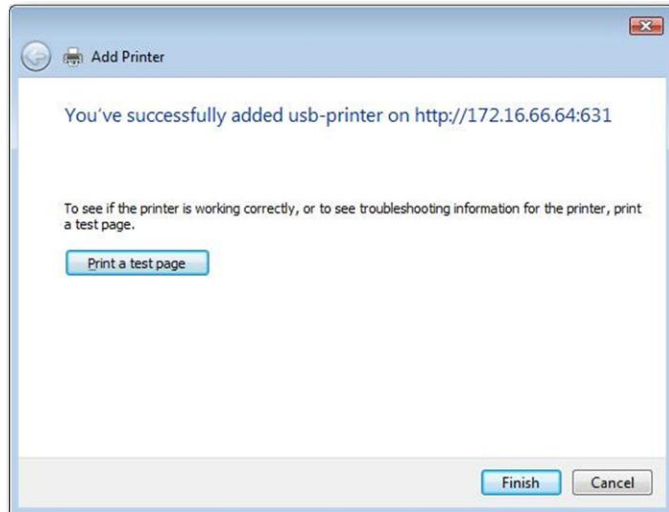 Add Printer
You've successfully added usb-printer on http://172.16.66.64:631
To see if the printer is working correctly, or to see troubleshooting information for the printer, print
a test page.
Print a test page
Finish
Cancel